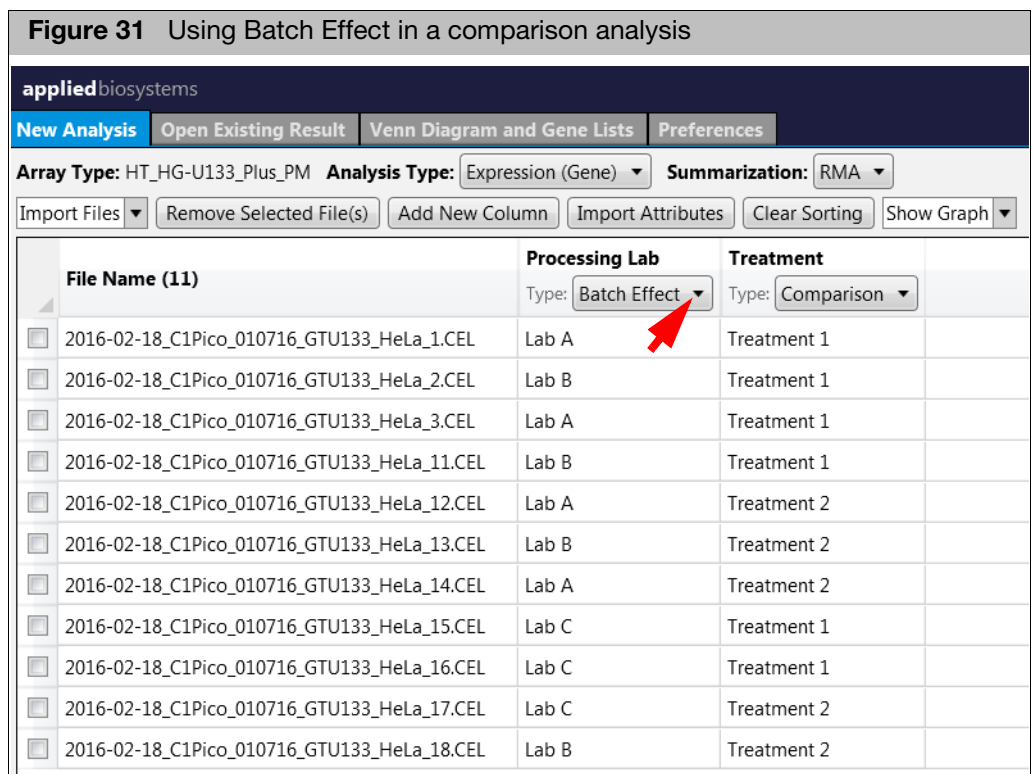 Figure 31 Using Batch Effect in a comparison analysis
appliedbiosystems
New Analysis Open Existing Result Venn Diagram and Gene Lists Preferences
Array Type: HT_HG-U133_Plus_PM Analysis Type: Expression (Gene) Summarization: RMA
Import Files Remove Selected File(s) Add New Column Import Attributes Clear Sorting Show Graph
File Name (11) Processing Lab Treatment
Type: Batch Effect Type: Comparison
2016-02-18_C1Pico_010716_GTU133_HeLa_1.CEL Lab A Treatment 1
2016-02-18_C1Pico_010716_GTU133_HeLa_2.CEL Lab B Treatment 1
2016-02-18_C1Pico_010716_GTU133_HeLa_3.CEL Lab A Treatment 1
2016-02-18_C1Pico_010716_GTU133_HeLa_11.CEL Lab B Treatment 1
2016-02-18_C1Pico_010716_GTU133_HeLa_12.CEL Lab A Treatment 2
2016-02-18_C1Pico_010716_GTU133_HeLa_13.CEL Lab B Treatment 2
2016-02-18_C1Pico_010716_GTU133_HeLa_14.CEL Lab A Treatment 2
2016-02-18_C1Pico_010716_GTU133_HeLa_15.CEL Lab C Treatment 1
2016-02-18_C1Pico_010716_GTU133_HeLa_16.CEL Lab C Treatment 1
2016-02-18_C1Pico_010716_GTU133_HeLa_17.CEL Lab C Treatment 2
2016-02-18_C1Pico_010716_GTU133_HeLa_18.CEL Lab B Treatment 2